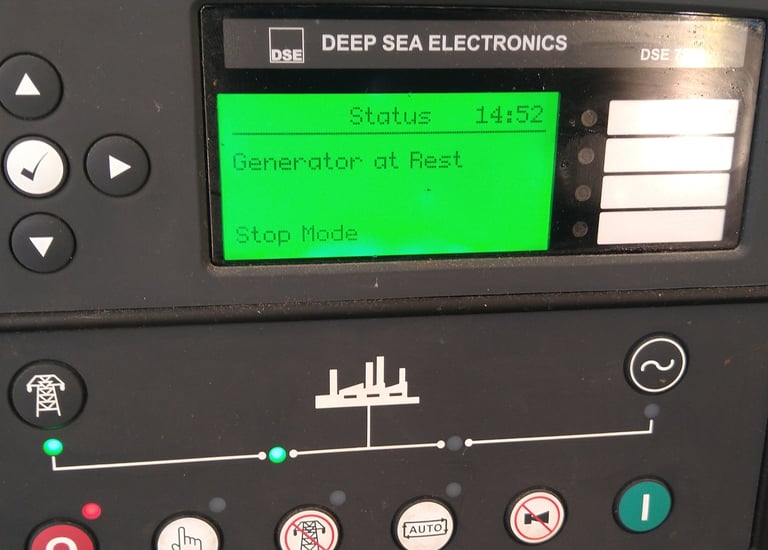 DSE
DEEP SEA ELECTRONICS
DSE
Status 14:52
Generator at Rest
Stop Mode
AUTO